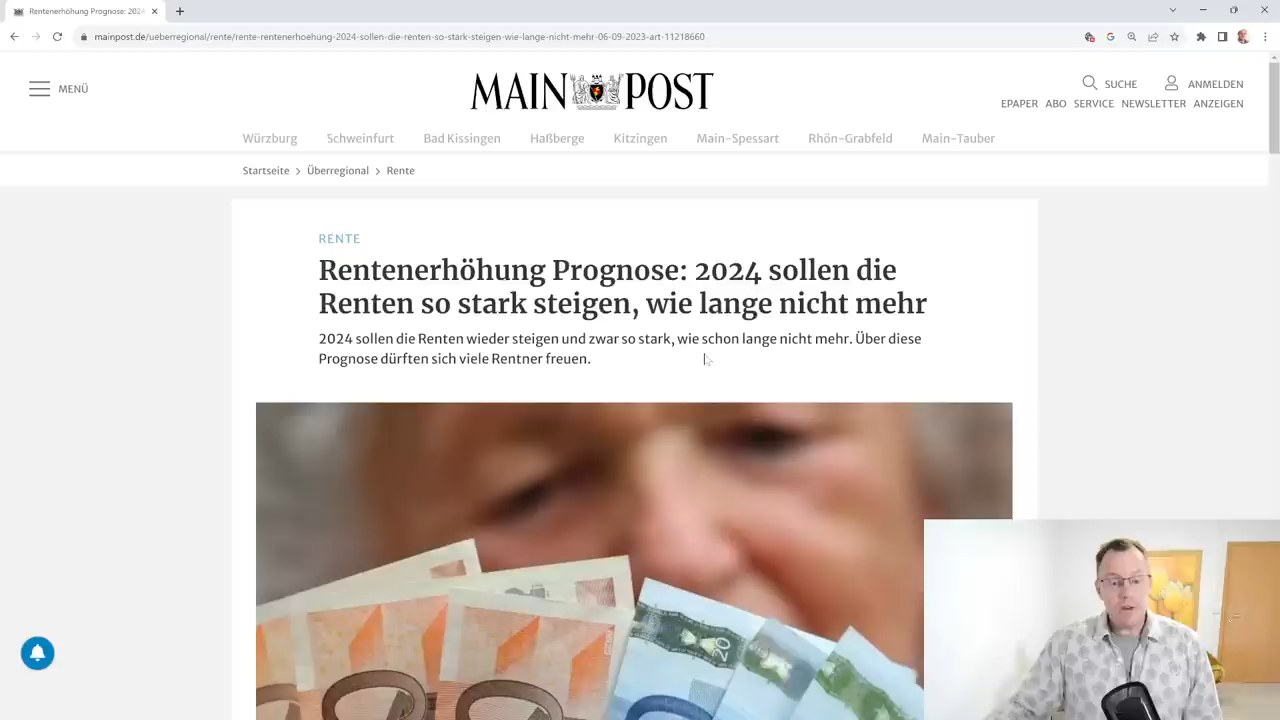 Rentenerhöhung Prognose: 2024
mainpost.de/ueberregional/rente/rente-rentenerhoehung-2024-sollen-die-renten-so-stark-steigen-wie-lange-nicht-mehr-06-09-2023-art-11218660
MENÜ
MAIN POST
SUCHE ANMELDEN
EPAPER ABO SERVICE NEWSLETTER ANZEIGEN
Würzburg Schweinfurt Bad Kissingen Haßberge Kitzingen Main-Spessart Rhön-Grabfeld Main-Tauber
Startseite > Überregional > Rente
RENTE
Rentenerhöhung Prognose: 2024 sollen die
Renten so stark steigen, wie lange nicht mehr
2024 sollen die Renten wieder steigen und zwar so stark, wie schon lange nicht mehr. Über diese
Prognose dürften sich viele Rentner freuen.
20